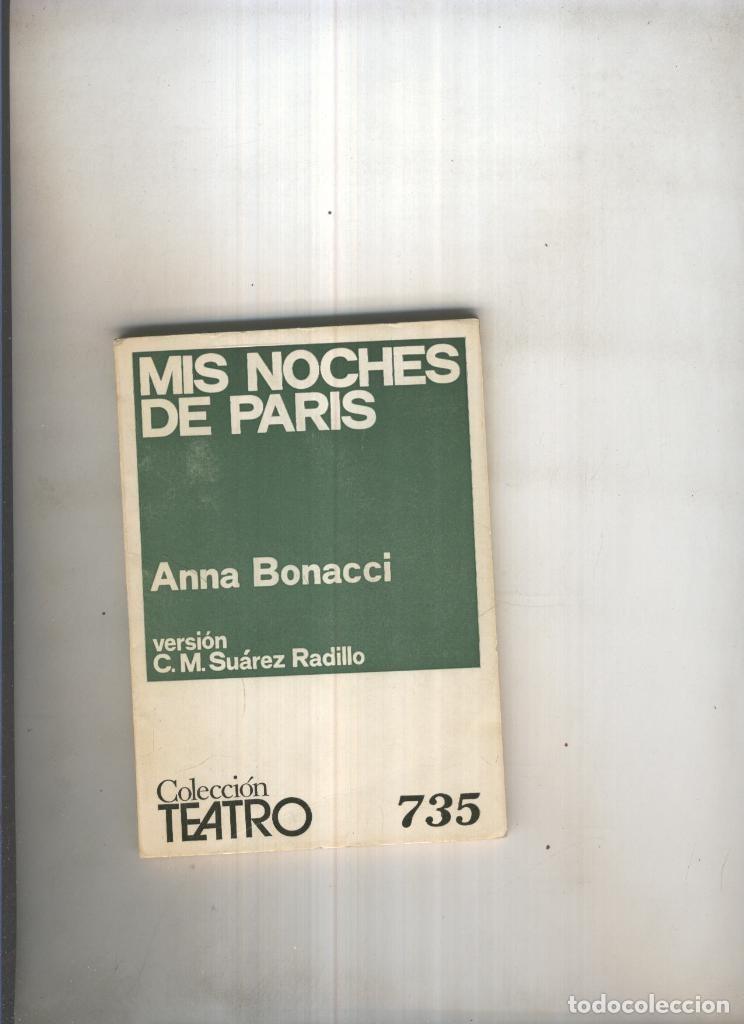 MIS NOCHES
DE PARIS
Anna Bonacci
versión
C.M. Suárez Radillo
Colección
TEATRO
735
todocoleccion